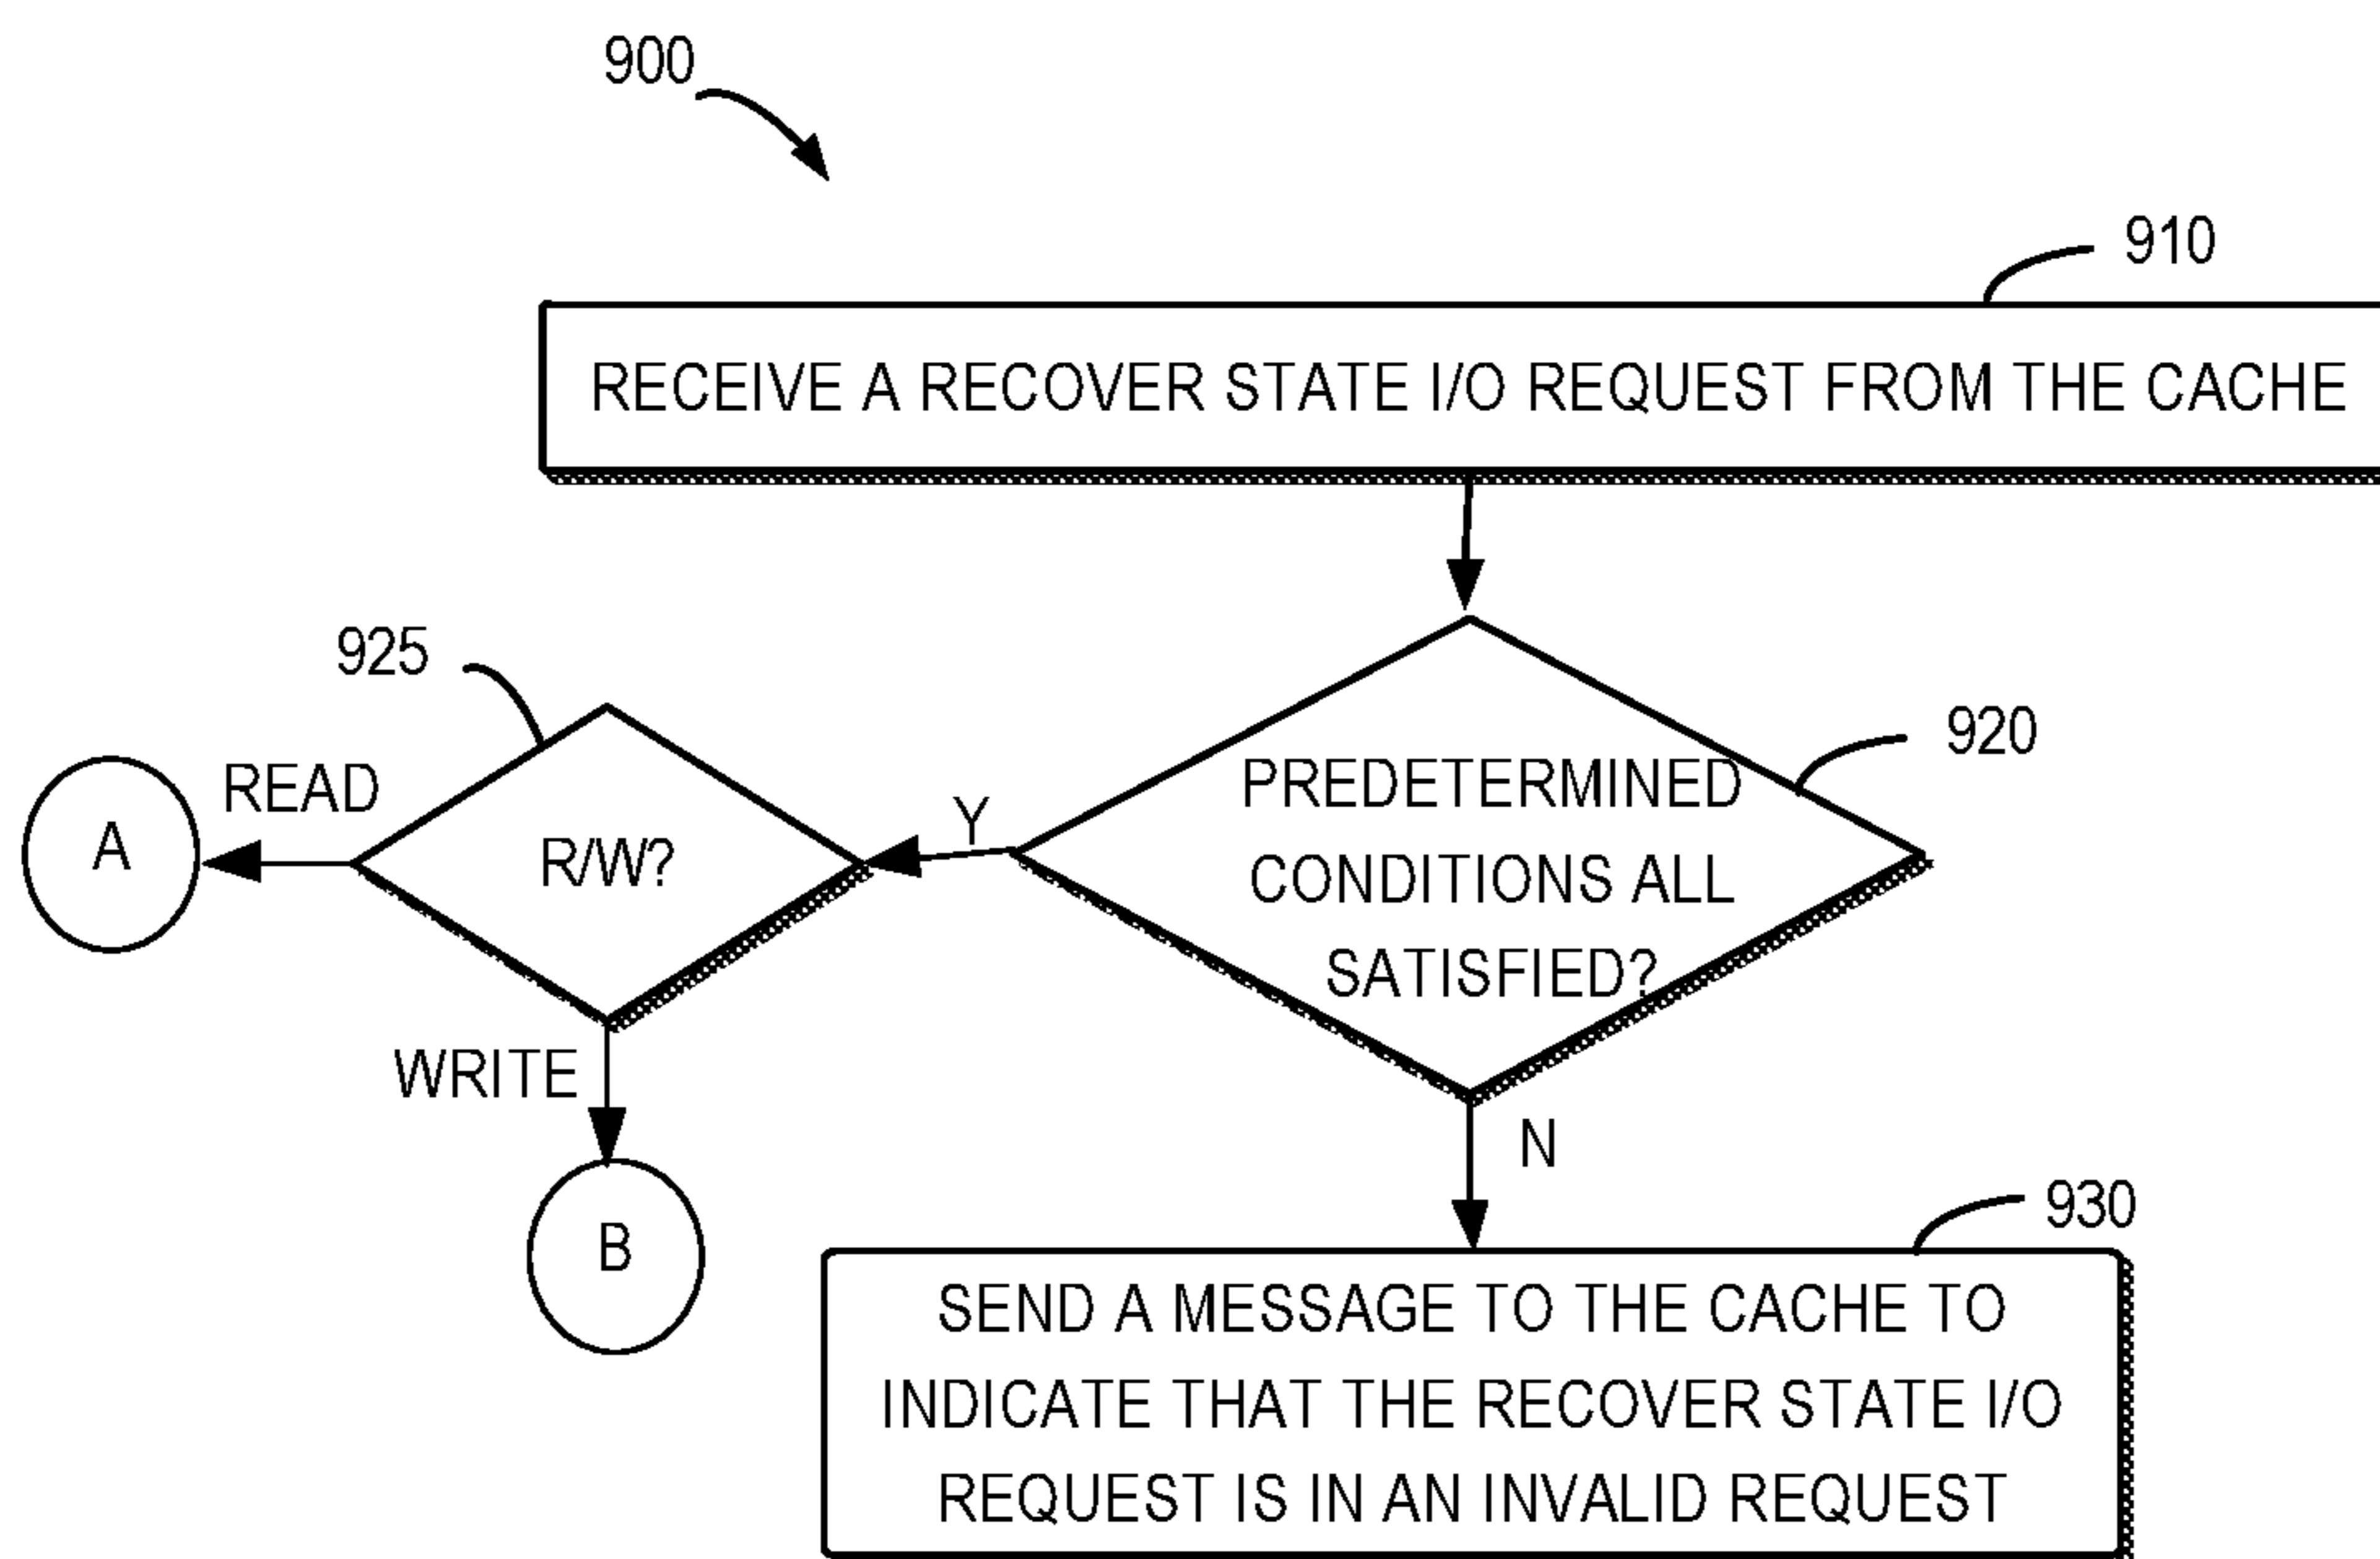 900
910
RECEIVE A RECOVER STATE I/O REQUEST FROM THE CACHE
925
920
READ
A
R/W?
Y
PREDETERMINED
CONDITIONS ALL
SATISFIED?
WRITE
B
N
930
SEND A MESSAGE TO THE CACHE TO
INDICATE THAT THE RECOVER STATE I/O
REQUEST IS IN AN INVALID REQUEST